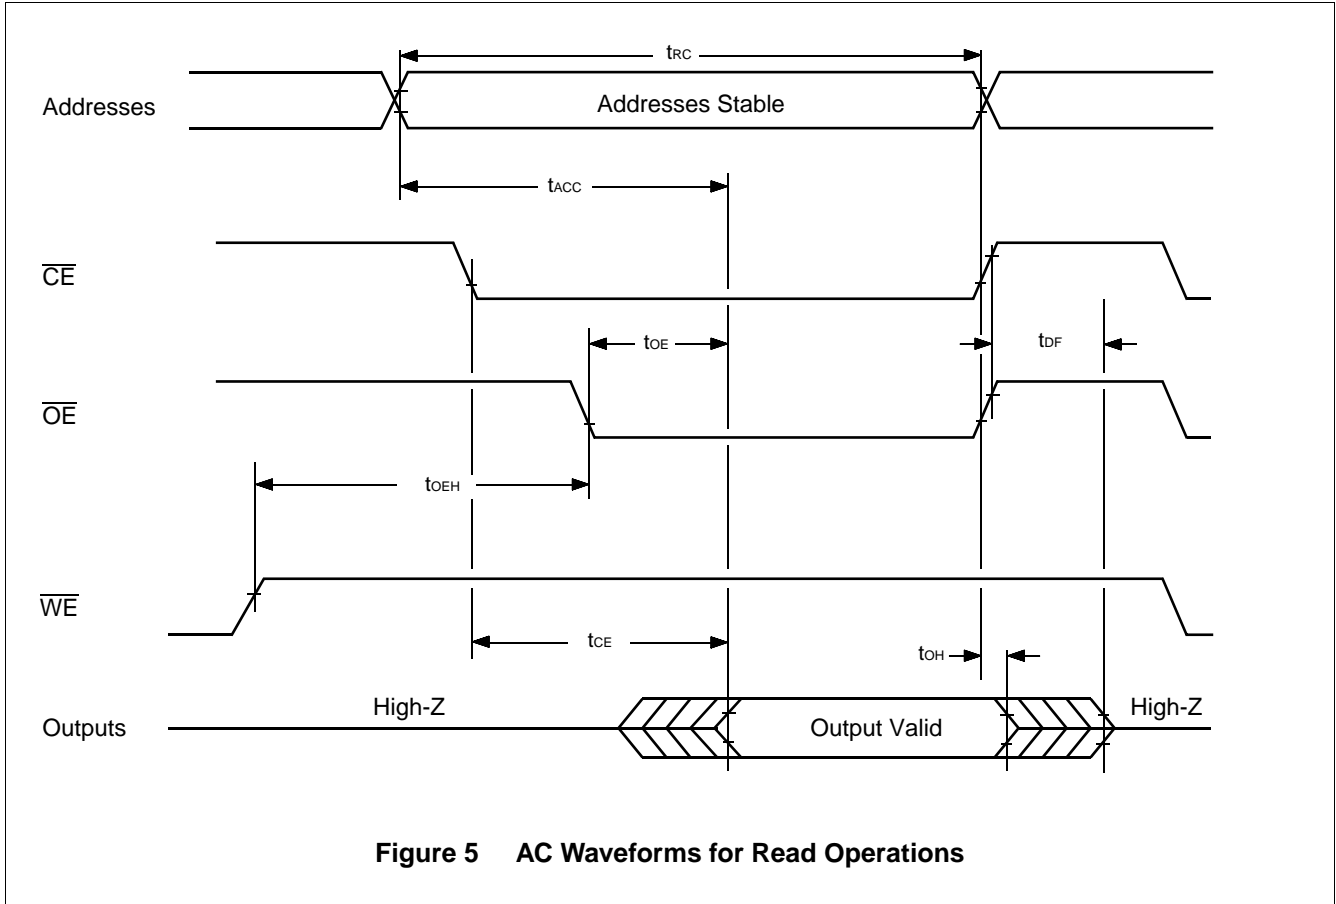 tRC
Addresses
Addresses Stable
tACC
CE
tOE
tDF
OE
tOEH
WE
tCE
tOH
High-Z
High-Z
Outputs
Output Valid
Figure 5 AC Waveforms for Read Operations